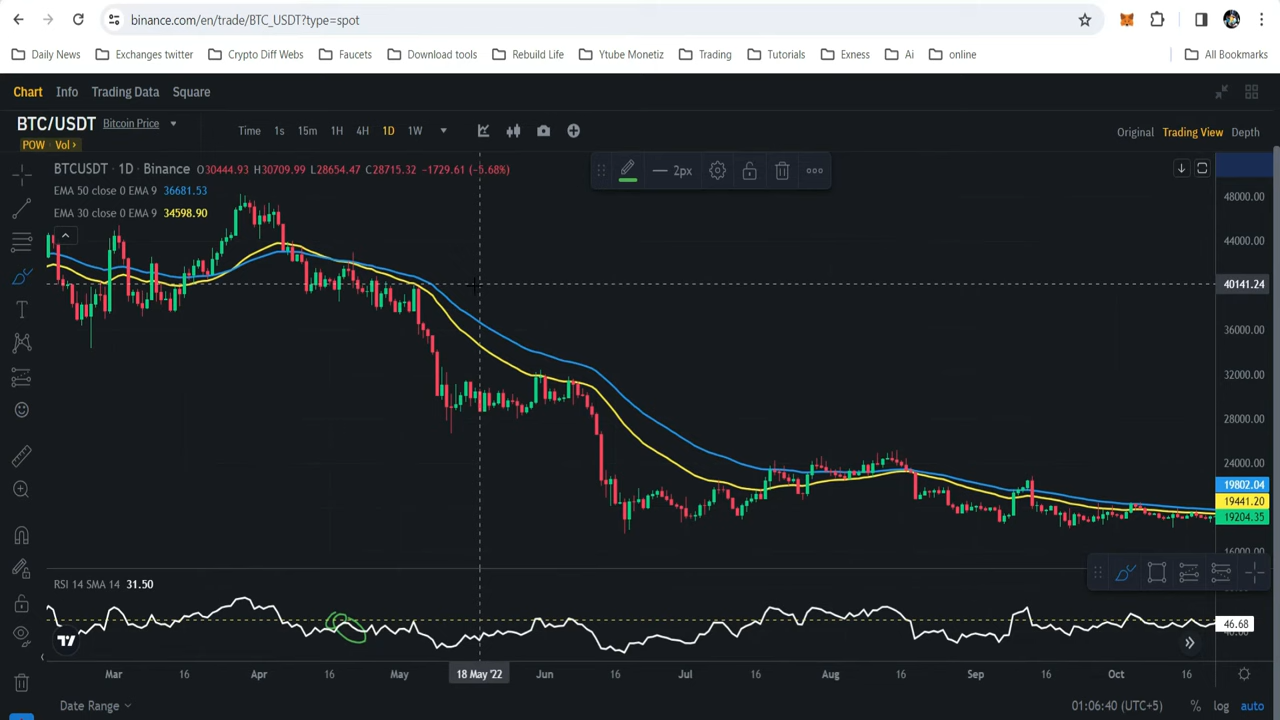 binance.com/en/trade/BTC_USDT?type=spot
Daily News Exchanges twitter Crypto Diff Webs Faucets Download tools Rebuild Life Ytube Monetiz Trading Tutorials Exness Ai online All Bookmarks
Chart Info Trading Data Square
BTC/USDT Bitcoin Price
Time 1s 15m 1H 4H 1D 1W
Original Trading View Depth
POW Vol ›
BTCUSDT · 1D · Binance O30444.93 H30709.99 L28654.47 C28715.32 -1729.61 (-5.68%)
2px
EMA 50 close 0 EMA 9 36681.53
EMA 30 close 0 EMA 9 34598.90
48000.00
44000.00
40141.24
36000.00
32000.00
28000.00
24000.00
19802.04
19441.20
19204.35
16000.00
RSI 14 SMA 14 31.50
46.68
Mar 16 Apr 16 May 18 May '22 Jun 16 Jul 16 Aug 16 Sep 16 Oct 16
Date Range
01:06:40 (UTC+5) % log auto